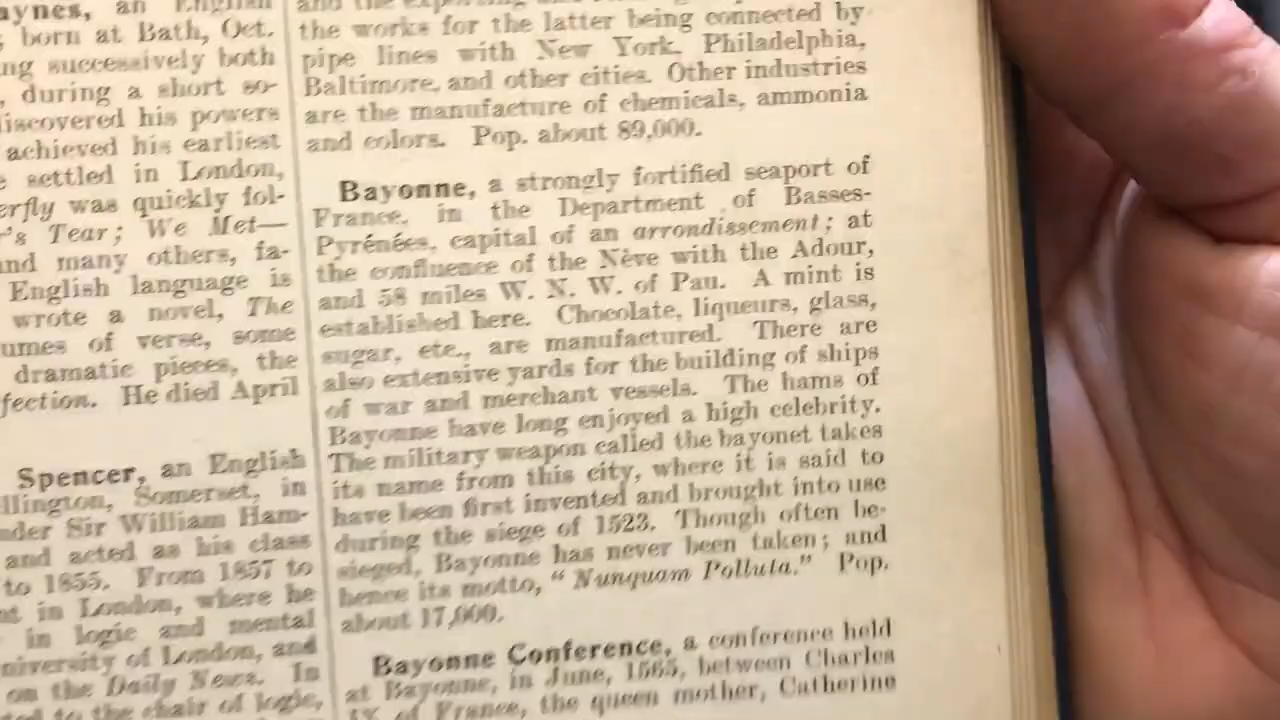 aynes, an English
born at Bath, Oct.
ng successively both
, during a short so-
iscovered his powers
achieved his earliest
settled in London,
erfly was quickly fol-
's Tear; We Met—
nd many others, fa-
English language is
wrote a novel, The
umes of verse, some
dramatic pieces, the
fection. He died April
Spencer, an English
llington, Somerset, in
nder Sir William Ham-
and acted as his class
to 1855. From 1857 to
nt in London, where he
in logic and mental
niversity of London, and
on the Daily News. In
ted to the chair of logic,
the works for the latter being connected by
pipe lines with New York, Philadelphia,
Baltimore, and other cities. Other industries
are the manufacture of chemicals, ammonia
and colors. Pop. about 89,000.
Bayonne, a strongly fortified seaport of
France, in the Department of Basses-
Pyrénées, capital of an arrondissement; at
the confluence of the Nève with the Adour,
and 58 miles W. N. W. of Pau. A mint is
established here. Chocolate, liqueurs, glass,
sugar, etc., are manufactured. There are
also extensive yards for the building of ships
of war and merchant vessels. The hams of
Bayonne have long enjoyed a high celebrity.
The military weapon called the bayonet takes
its name from this city, where it is said to
have been first invented and brought into use
during the siege of 1523. Though often be-
sieged, Bayonne has never been taken; and
hence its motto, "Nunquam Polluta." Pop.
about 17,000.
Bayonne Conference, a conference held
at Bayonne, in June, 1565, between Charles
IX of France, the queen mother, Catherine